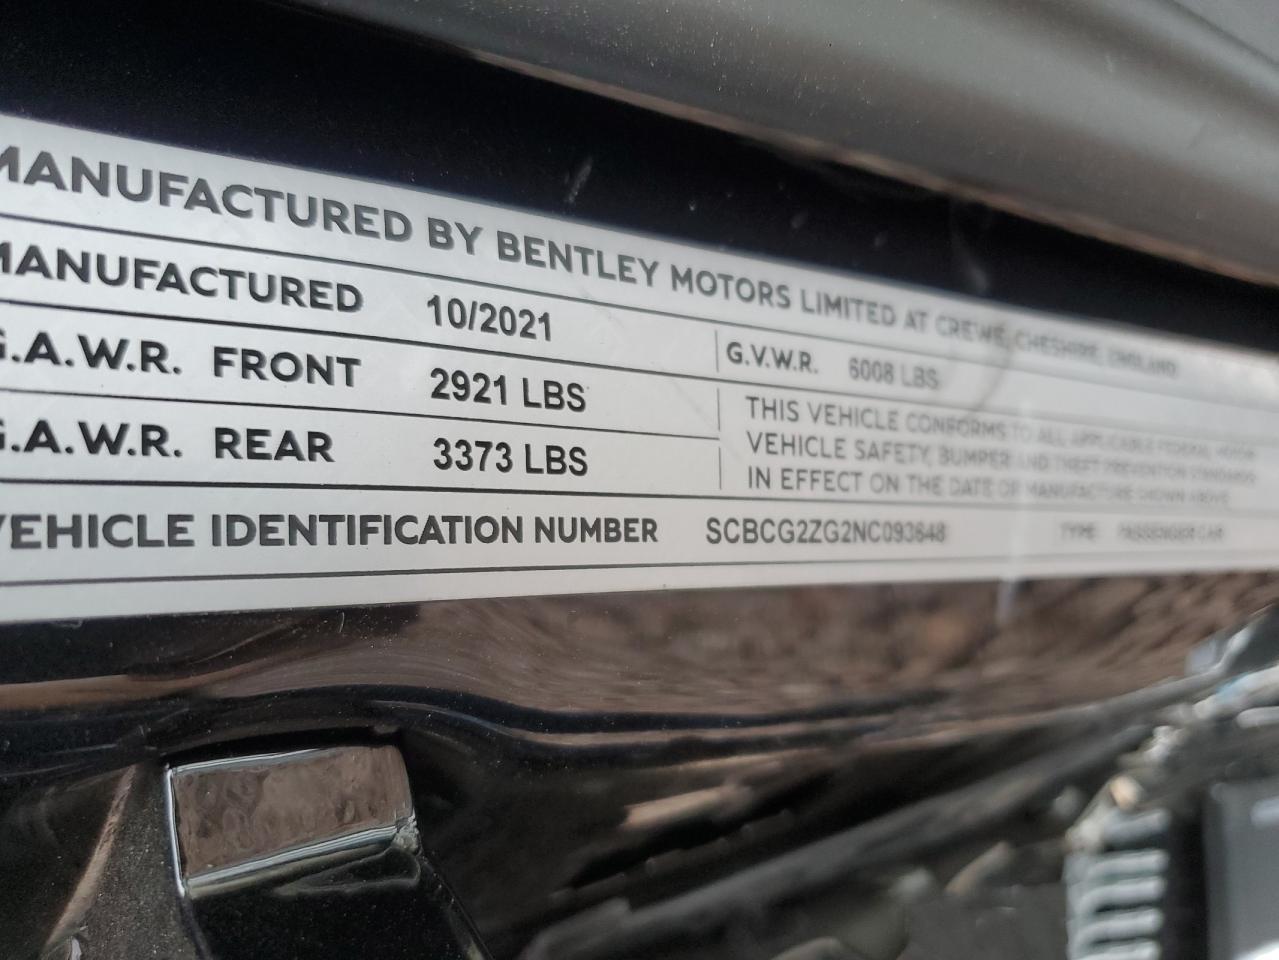 MANUFACTURED BY BENTLEY MOTORS LIMITED AT CREWE, CHESHIRE, ENGLAND
MANUFACTURED 10/2021
G.A.W.R. FRONT 2921 LBS
G.V.W.R. 6008 LBS
G.A.W.R. REAR 3373 LBS
THIS VEHICLE CONFORMS TO ALL APPLICABLE FEDERAL MOTOR
VEHICLE SAFETY, BUMPER AND THEFT PREVENTION STANDARDS
IN EFFECT ON THE DATE OF MANUFACTURE SHOWN ABOVE
VEHICLE IDENTIFICATION NUMBER SCBCG2ZG2NC093648 TYPE: PASSENGER CAR